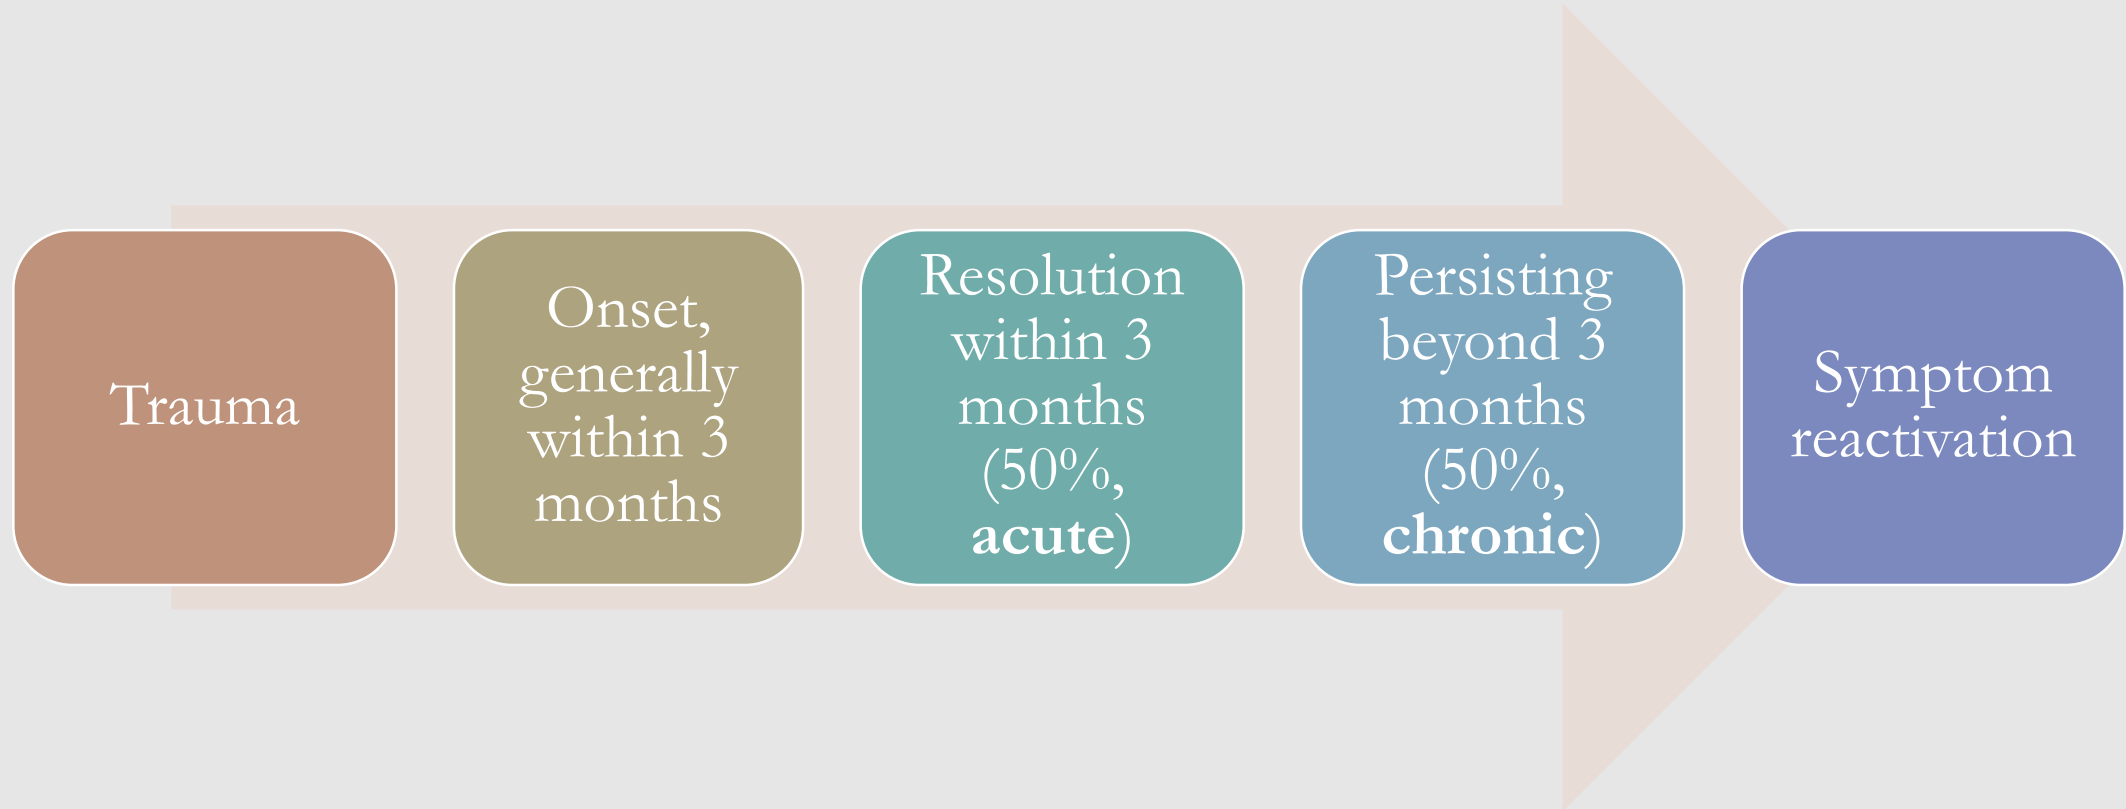 Trauma
Onset,
generally
within 3
months
Resolution
within 3
months
(50%,
acute)
Persisting
beyond 3
months
(50%,
chronic)
Symptom
reactivation